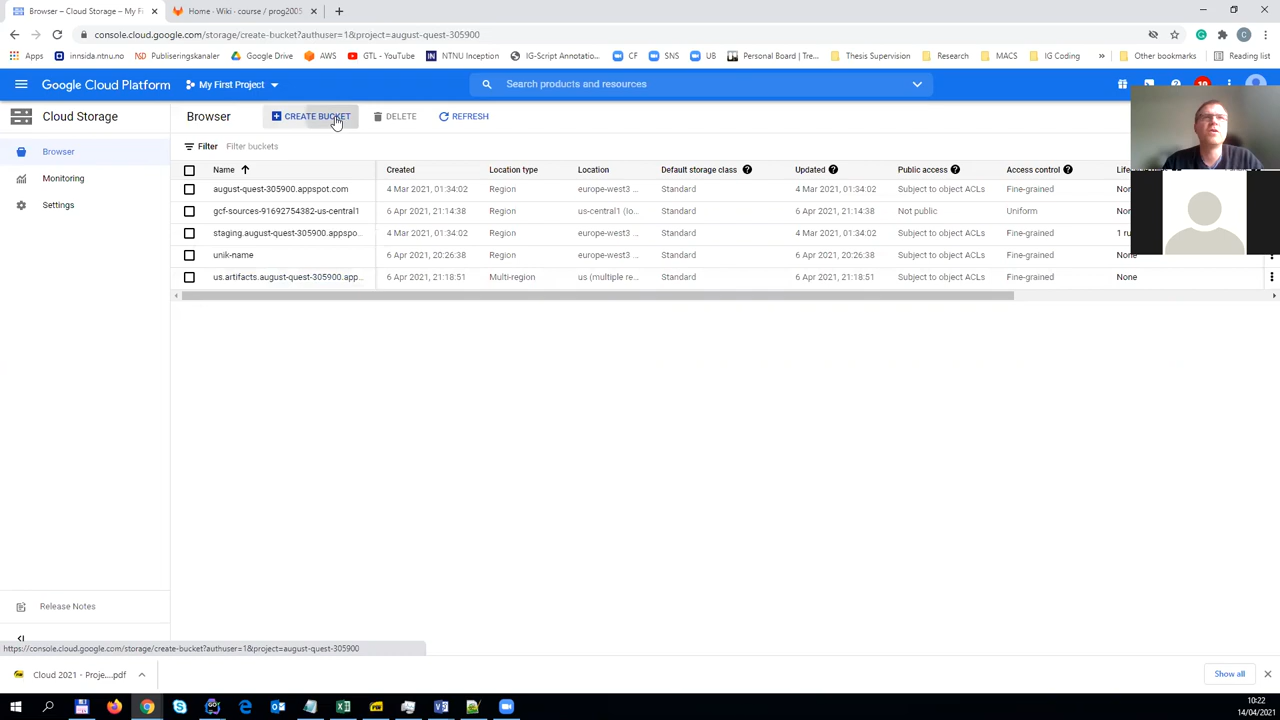 Browser – Cloud Storage – My Fi
Home · Wiki · course / prog2005
console.cloud.google.com/storage/create-bucket?authuser=1&project=august-quest-305900
Apps
innsida.ntnu.no
Publiseringskanaler
Google Drive
AWS
GTL - YouTube
NTNU Inception
IG-Script Annotatio...
CF
SNS
UB
Personal Board | Tre...
Thesis Supervision
Research
MACS
IG Coding
»
Other bookmarks
Reading list
Google Cloud Platform
My First Project
Search products and resources
Cloud Storage
Browser
CREATE BUCKET
DELETE
REFRESH
Browser
Monitoring
Settings
Filter Filter buckets
Name Created Location type Location Default storage class Updated Public access Access control Lifec
august-quest-305900.appspot.com 4 Mar 2021, 01:34:02 Region europe-west3 ... Standard 4 Mar 2021, 01:34:02 Subject to object ACLs Fine-grained Non
gcf-sources-91692754382-us-central1 6 Apr 2021, 21:14:38 Region us-central1 (Io... Standard 6 Apr 2021, 21:14:38 Not public Uniform Non
staging.august-quest-305900.appspo... 4 Mar 2021, 01:34:02 Region europe-west3 ... Standard 4 Mar 2021, 01:34:02 Subject to object ACLs Fine-grained 1 ru
unik-name 6 Apr 2021, 20:26:38 Region europe-west3 ... Standard 6 Apr 2021, 20:26:38 Subject to object ACLs Fine-grained None
us.artifacts.august-quest-305900.app... 6 Apr 2021, 21:18:51 Multi-region us (multiple re... Standard 6 Apr 2021, 21:18:51 Subject to object ACLs Fine-grained None
Release Notes
https://console.cloud.google.com/storage/create-bucket?authuser=1&project=august-quest-305900
Cloud 2021 - Proje....pdf
Show all
10:22
14/04/2021